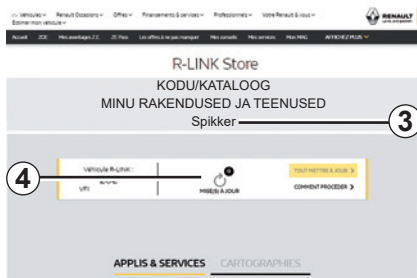 Véhicules Renault Occasions Offres Financements & services Professionnels Votre Renault & vous
Estimer mon véhicule
RENAULT
Accueil ZOE Mes avantages Z.E. ZE Pass Les offres à ne pas manquer Mes conseils Mes services Mon MAG AFFICHEZ PLUS
R-LINK Store
KODU/KATALOOG
MINU RAKENDUSED JA TEENUSED
Spikker
3
4
Véhicule R-LINK :
VF1
MISE(S) À JOUR
TOUT METTRE À JOUR
COMMENT PROCÉDER
APPLIS & SERVICES CARTOGRAPHIES